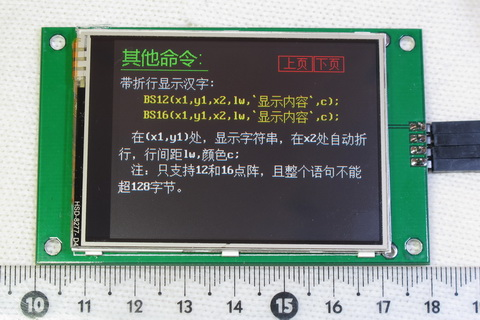 其他命令:
上页 下页
带折行显示汉字:
BS12(x1,y1,x2,lw,'显示内容',c);
BS16(x1,y1,x2,lw,'显示内容',c);
在(x1,y1)处，显示字符串，在x2处自动折
行，行间距lw,颜色c;
注：只支持12和16点阵，且整个语句不能
超128字节。
HSD-8277-D4
10 11 12 13 14 15 16 17 18